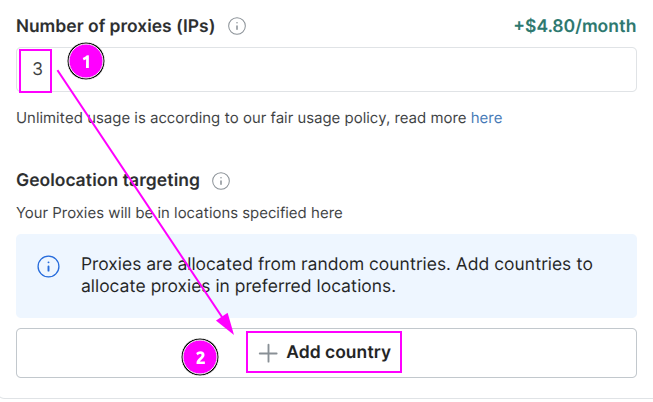 Number of proxies (IPs)
+$4.80/month
3
1
Unlimited usage is according to our fair usage policy, read more here
Geolocation targeting
Your Proxies will be in locations specified here
Proxies are allocated from random countries. Add countries to
allocate proxies in preferred locations.
2
Add country